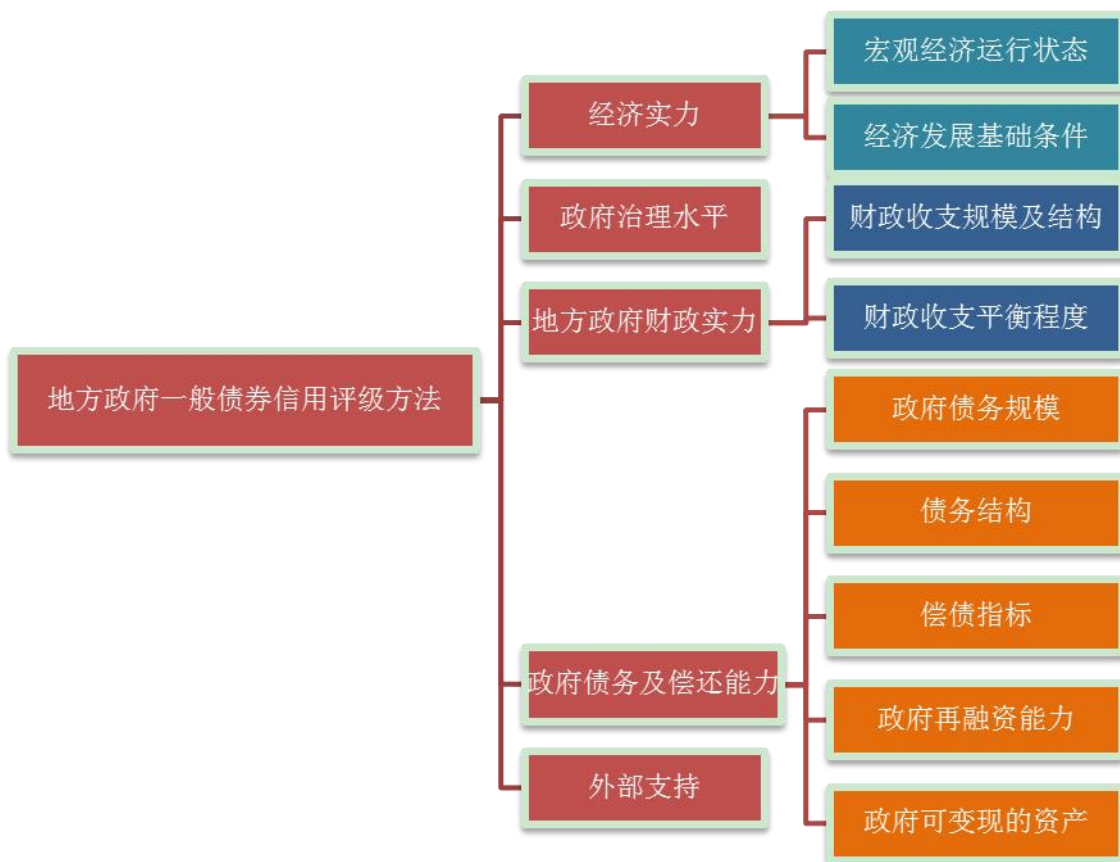 地方政府一般债券信用评级方法
经济实力
宏观经济运行状态
经济发展基础条件
政府治理水平
地方政府财政实力
财政收支规模及结构
财政收支平衡程度
政府债务及偿还能力
政府债务规模
债务结构
偿债指标
政府再融资能力
政府可变现的资产
外部支持